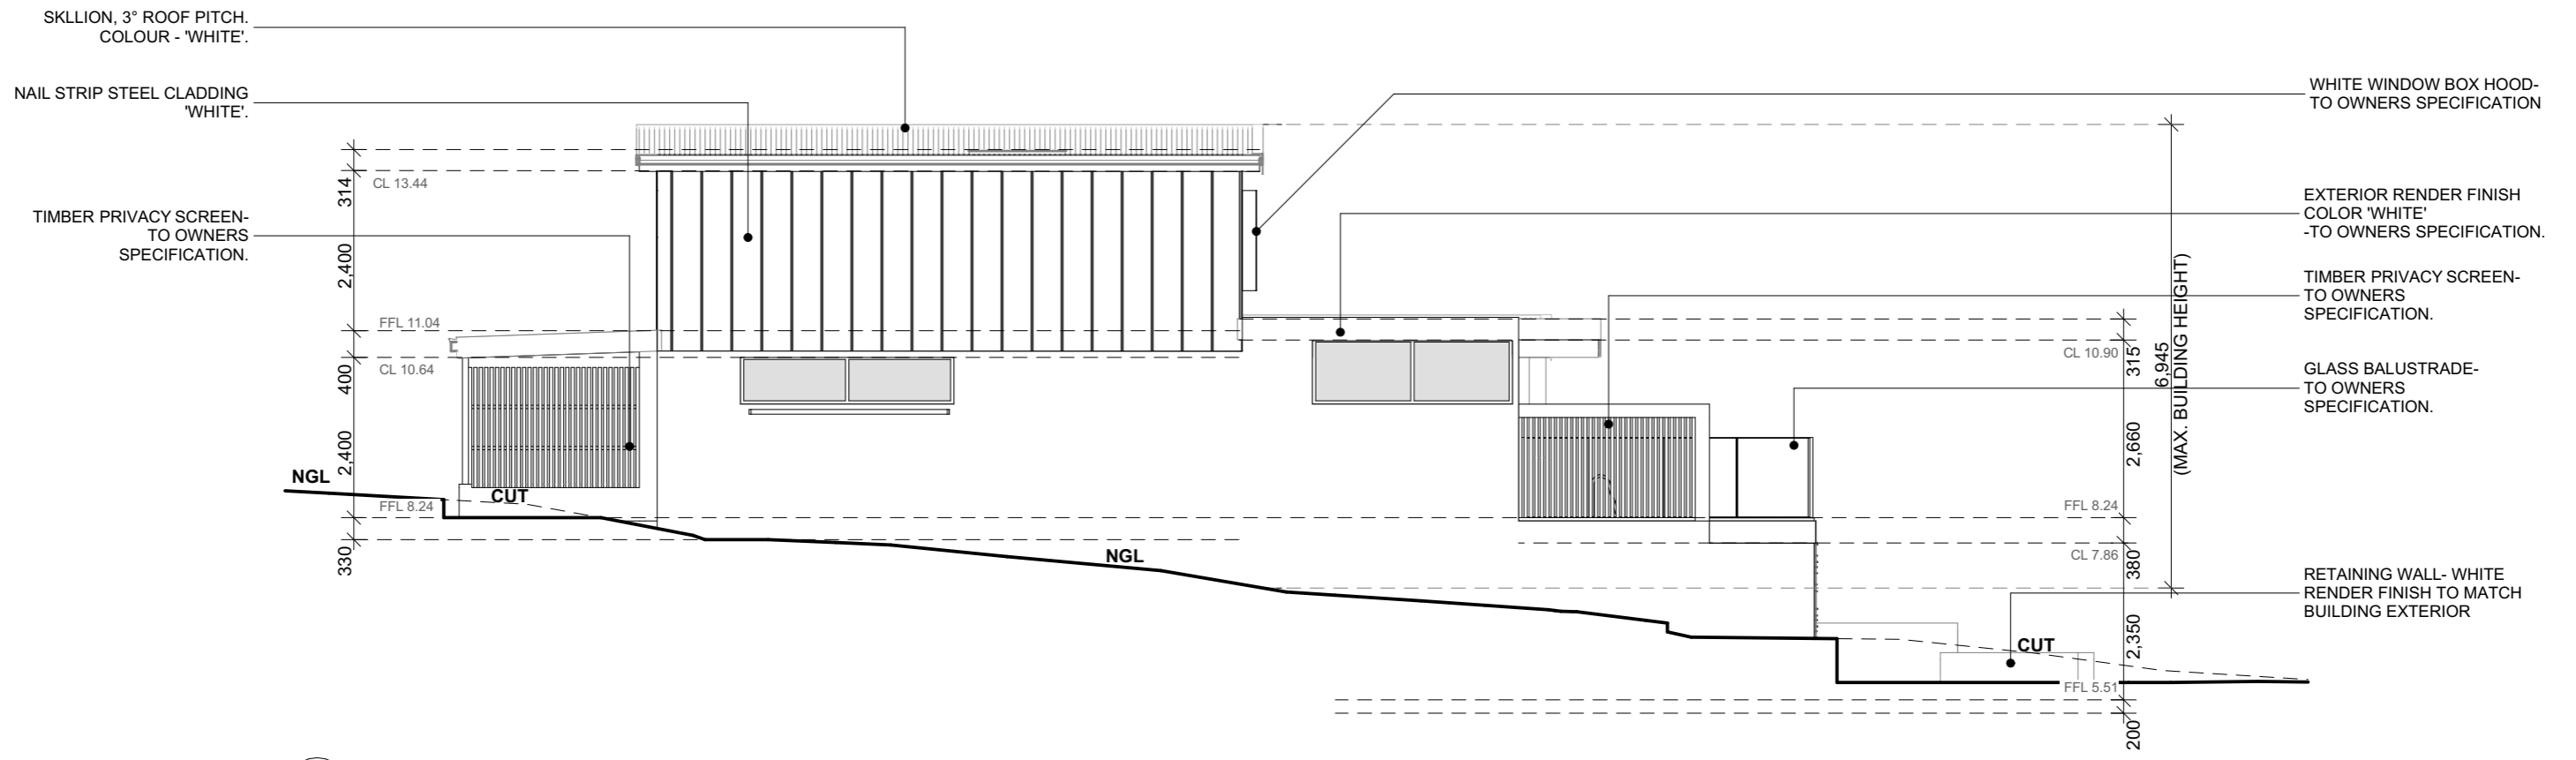 SKLLION, 3° ROOF PITCH.
COLOUR - 'WHITE'.
NAIL STRIP STEEL CLADDING
'WHITE'.
TIMBER PRIVACY SCREEN-
TO OWNERS
SPECIFICATION.
314
2,400
400
2,400
330
CL 13.44
FFL 11.04
CL 10.64
FFL 8.24
NGL
CUT
NGL
CUT
WHITE WINDOW BOX HOOD-
TO OWNERS SPECIFICATION
EXTERIOR RENDER FINISH
COLOR 'WHITE'
-TO OWNERS SPECIFICATION.
TIMBER PRIVACY SCREEN-
TO OWNERS
SPECIFICATION.
GLASS BALUSTRADE-
TO OWNERS
SPECIFICATION.
RETAINING WALL- WHITE
RENDER FINISH TO MATCH
BUILDING EXTERIOR
CL 10.90
FFL 8.24
CL 7.86
FFL 5.51
315
2,660
380
2,350
200
6,945
(MAX. BUILDING HEIGHT)